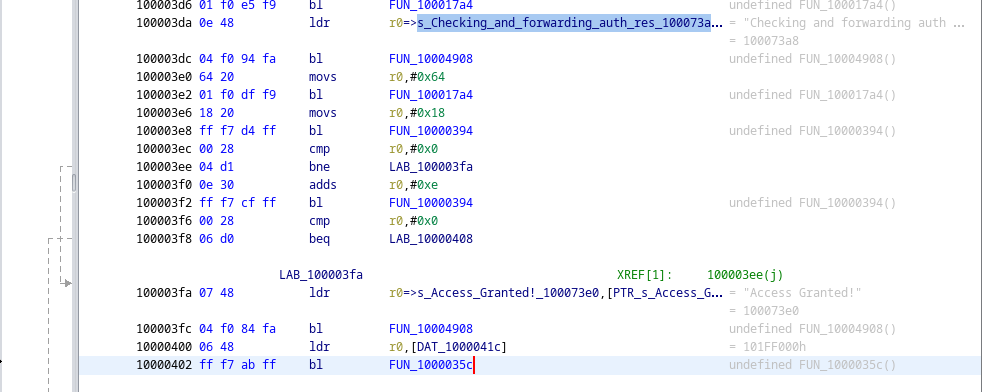 100003d6 01 f0 e5 f9 bl FUN_100017a4 undefined FUN_100017a4()
100003da 0e 48 ldr r0=>s_Checking_and_forwarding_auth_res_100073a... = "Checking and forwarding auth ...
= 100073a8
100003dc 04 f0 94 fa bl FUN_10004908 undefined FUN_10004908()
100003e0 64 20 movs r0,#0x64
100003e2 01 f0 df f9 bl FUN_100017a4 undefined FUN_100017a4()
100003e6 18 20 movs r0,#0x18
100003e8 ff f7 d4 ff bl FUN_10000394 undefined FUN_10000394()
100003ec 00 28 cmp r0,#0x0
100003ee 04 d1 bne LAB_100003fa
100003f0 0e 30 adds r0,#0xe
100003f2 ff f7 cf ff bl FUN_10000394 undefined FUN_10000394()
100003f6 00 28 cmp r0,#0x0
100003f8 06 d0 beq LAB_10000408
LAB_100003fa XREF[1]: 100003ee(j)
100003fa 07 48 ldr r0=>s_Access_Granted!_100073e0,[PTR_s_Access_G... = "Access Granted!"
= 100073e0
100003fc 04 f0 84 fa bl FUN_10004908 undefined FUN_10004908()
10000400 06 48 ldr r0,[DAT_1000041c] = 101FF000h
10000402 ff f7 ab ff bl FUN_1000035c undefined FUN_1000035c()